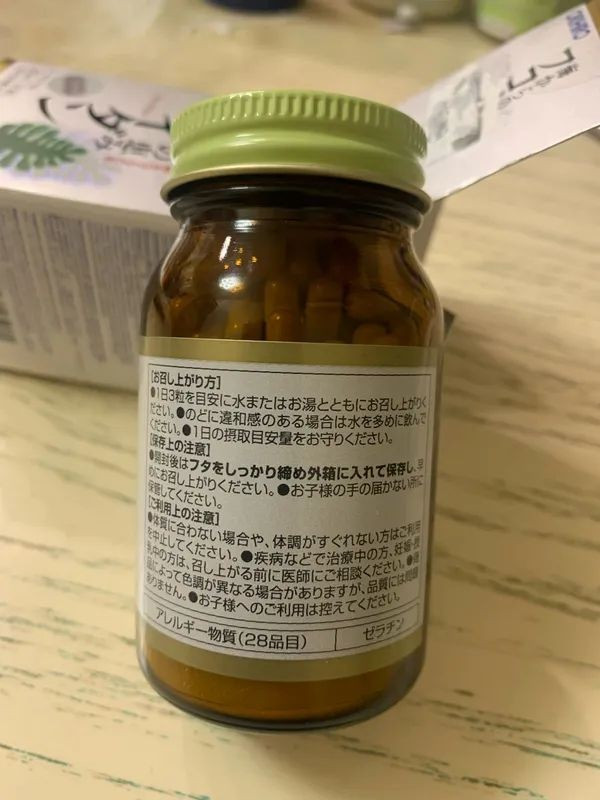 ORIHIRO
フコ
イダン
[お召し上がり方]
●1日3粒を目安に水またはお湯とともにお召し上がりく
ださい。●のどに違和感のある場合は水を多めに飲んで
ください。●1日の摂取目安量をお守りください。
[保存上の注意]
●開封後はフタをしっかり締め外箱に入れて保存し、早
めにお召し上がりください。●お子様の手の届かない所に
保管してください。
[ご利用上の注意]
●体質に合わない場合や、体調がすぐれない方はご利用
を中止してください。●疾病などで治療中の方、妊娠・授
乳中の方は、召し上がる前に医師にご相談ください。●
品によって色調が異なる場合がありますが、品質には問題
ありません。●お子様へのご利用は控えてください。
アレルギー物質(28品目)
ゼラチン